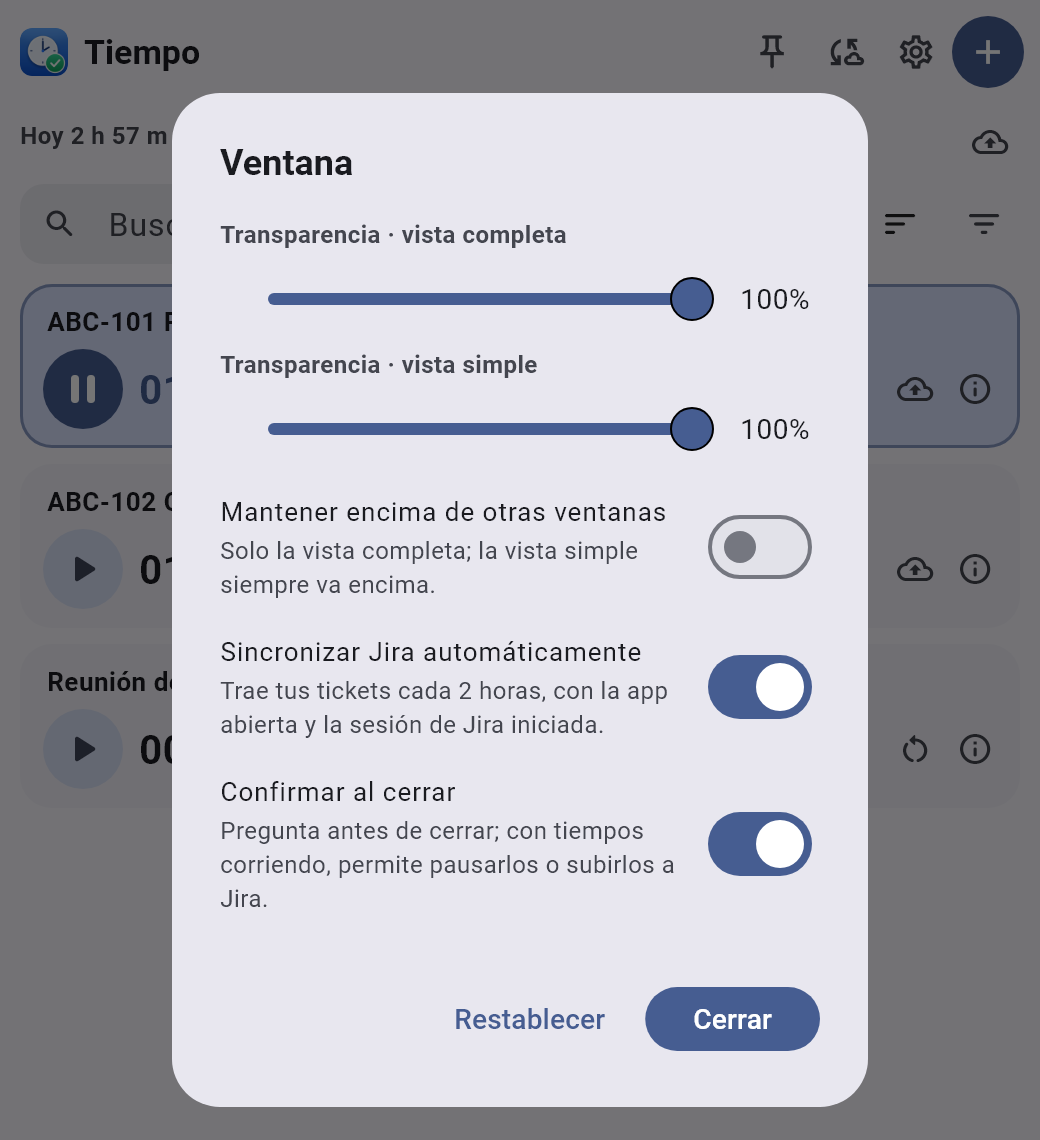 Tiempo
Hoy 2 h 57 m
Ventana
Transparencia · vista completa
100%
Transparencia · vista simple
100%
Mantener encima de otras ventanas
Solo la vista completa; la vista simple
siempre va encima.
Sincronizar Jira automáticamente
Trae tus tickets cada 2 horas, con la app
abierta y la sesión de Jira iniciada.
Confirmar al cerrar
Pregunta antes de cerrar; con tiempos
corriendo, permite pausarlos o subirlos a
Jira.
Restablecer
Cerrar
ABC-101
ABC-102
Reunión